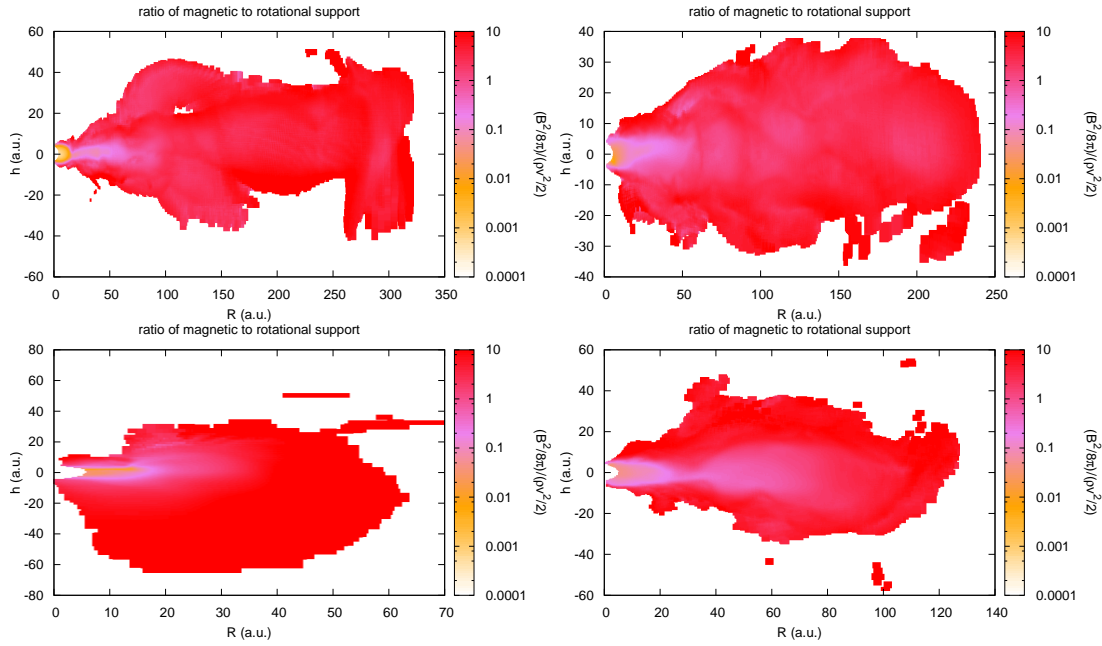 ratio of magnetic to rotational support
60
40
20
0
-20
-40
-60
0 50 100 150 200 250 300 350
h (a.u.)
R (a.u.)
10
1
0.1
0.01
0.001
0.0001
(B²/8π)/(ρv²/2)
ratio of magnetic to rotational support
40
30
20
10
0
-10
-20
-30
-40
0 50 100 150 200 250
h (a.u.)
R (a.u.)
10
1
0.1
0.01
0.001
0.0001
(B²/8π)/(ρv²/2)
ratio of magnetic to rotational support
80
60
40
20
0
-20
-40
-60
-80
0 10 20 30 40 50 60 70
h (a.u.)
R (a.u.)
10
1
0.1
0.01
0.001
0.0001
(B²/8π)/(ρv²/2)
ratio of magnetic to rotational support
60
40
20
0
-20
-40
-60
0 20 40 60 80 100 120 140
h (a.u.)
R (a.u.)
10
1
0.1
0.01
0.001
0.0001
(B²/8π)/(ρv²/2)